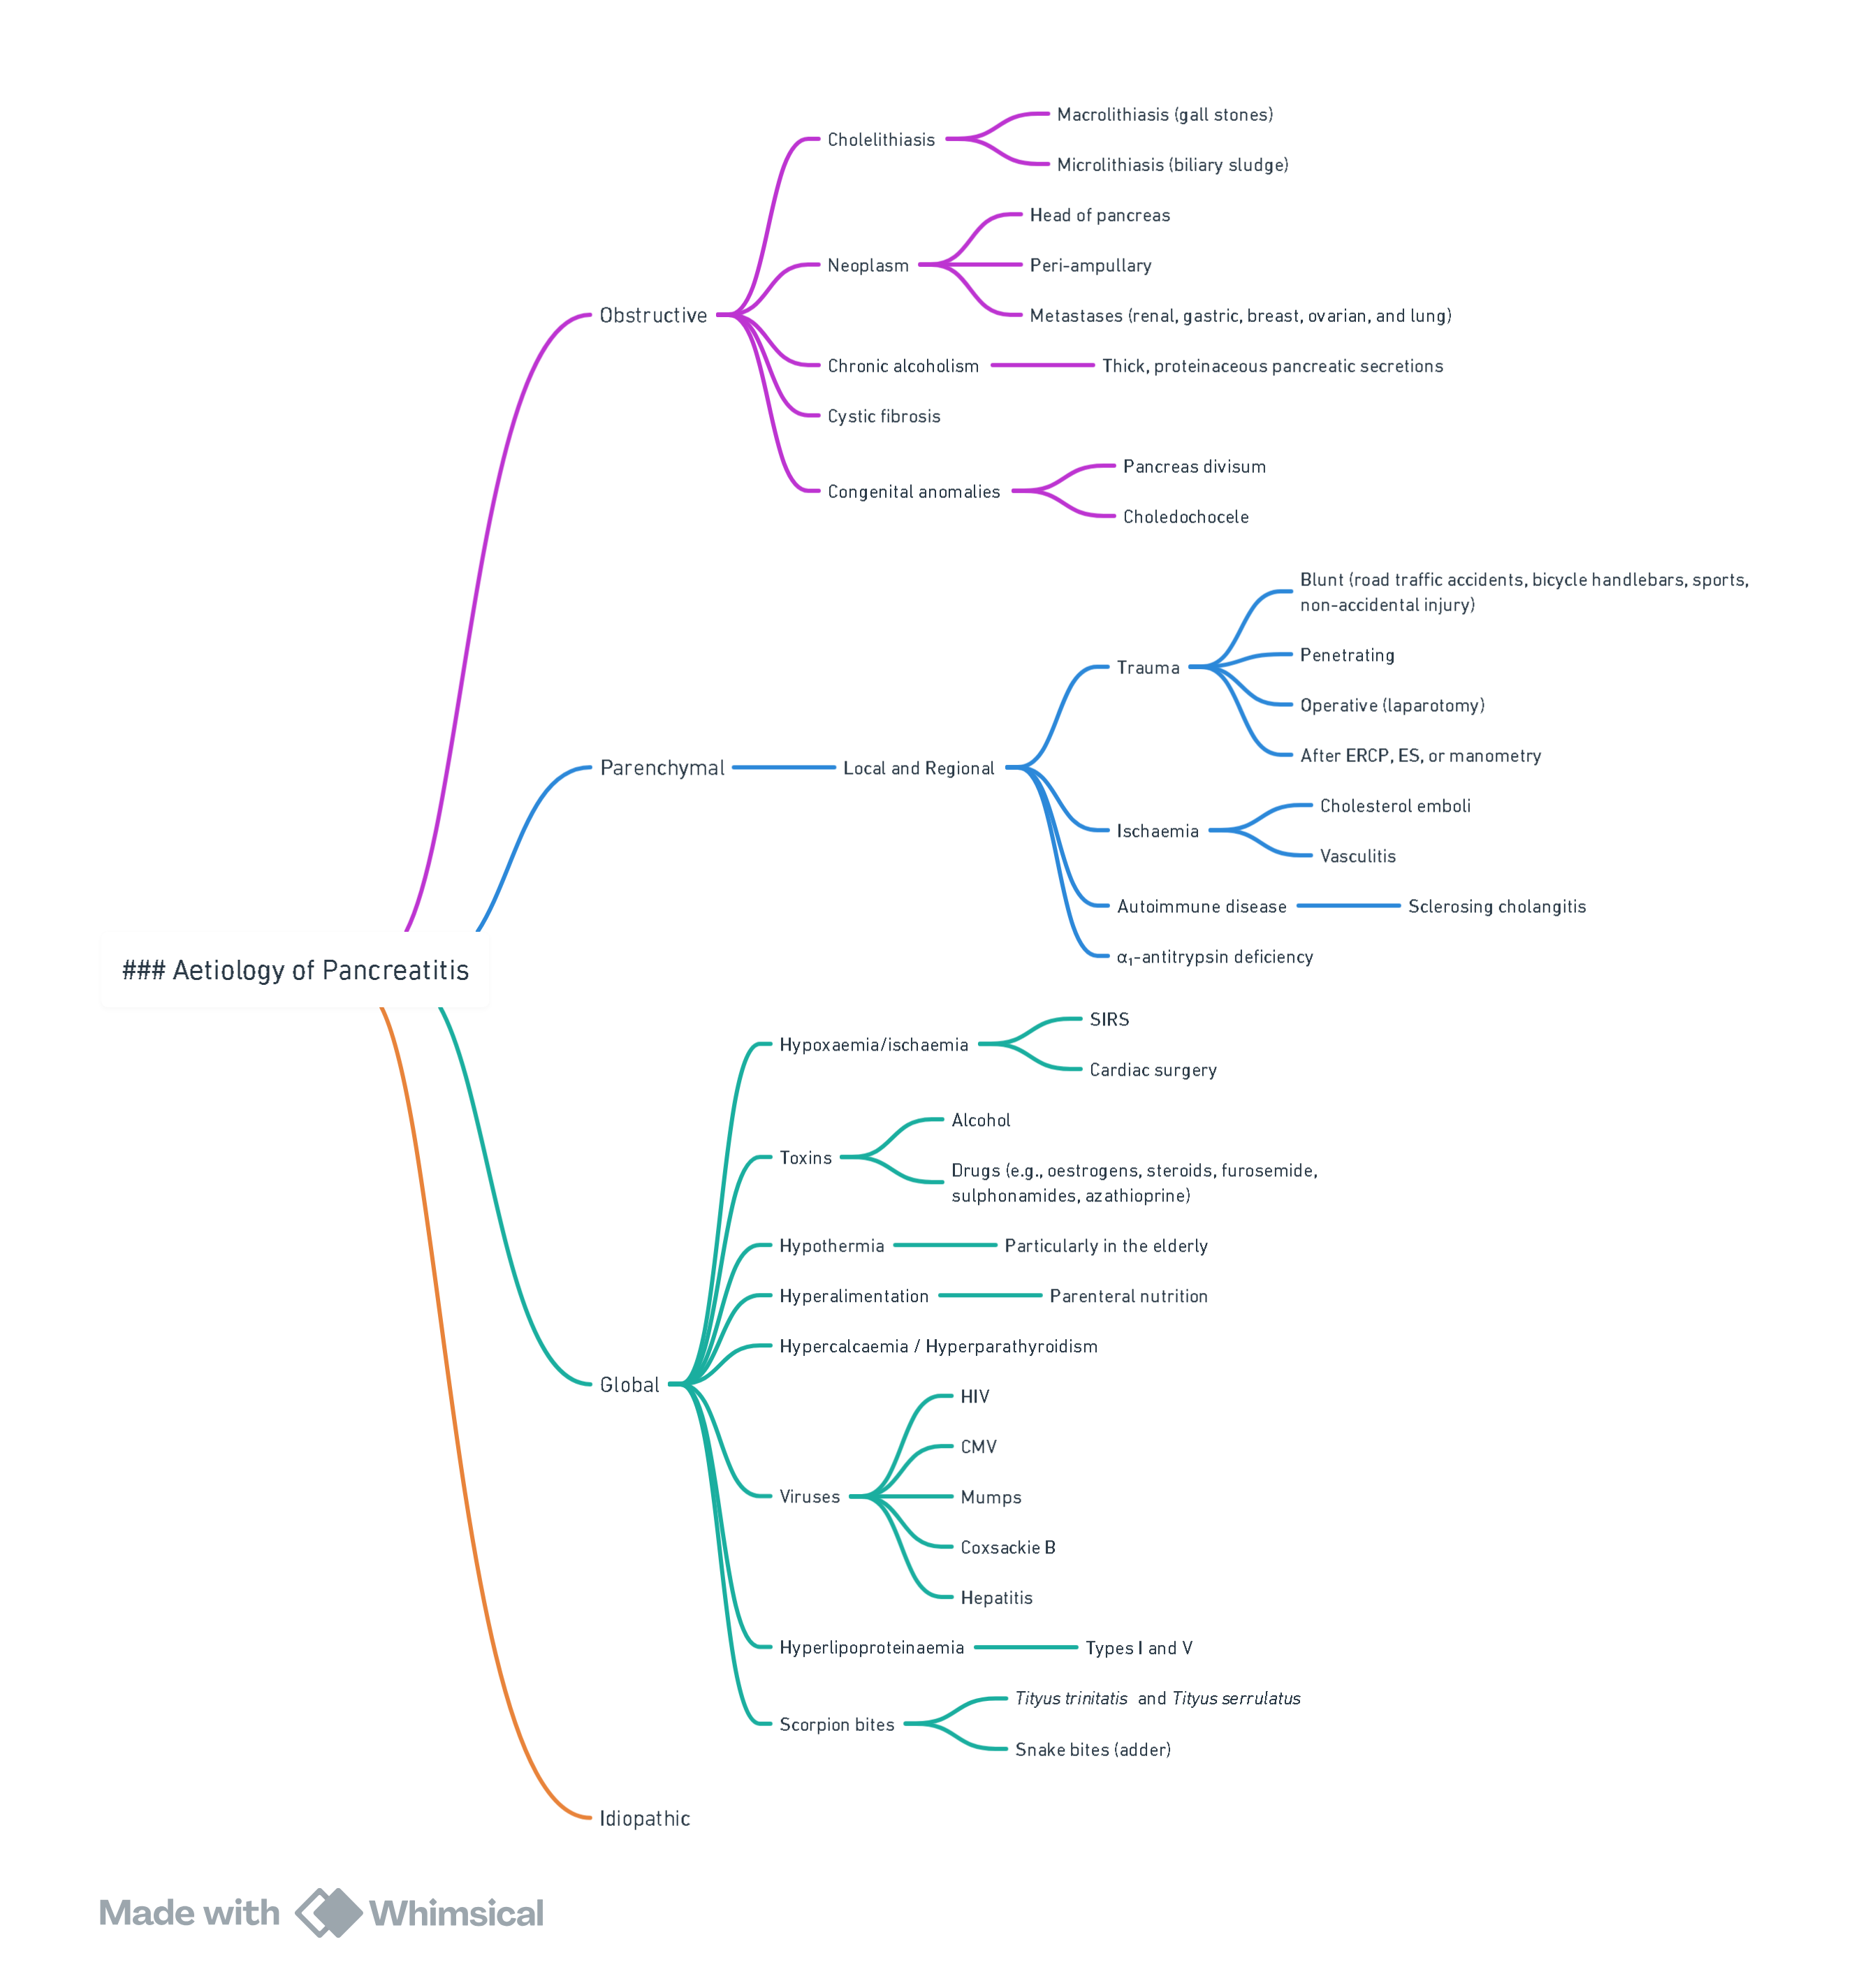 ### Aetiology of Pancreatitis
Obstructive
Cholelithiasis
Macrolithiasis (gall stones)
Microlithiasis (biliary sludge)
Neoplasm
Head of pancreas
Peri-ampullary
Metastases (renal, gastric, breast, ovarian, and lung)
Chronic alcoholism
Thick, proteinaceous pancreatic secretions
Cystic fibrosis
Congenital anomalies
Pancreas divisum
Choledochocele
Parenchymal
Local and Regional
Trauma
Blunt (road traffic accidents, bicycle handlebars, sports,
non-accidental injury)
Penetrating
Operative (laparotomy)
After ERCP, ES, or manometry
Ischaemia
Cholesterol emboli
Vasculitis
Autoimmune disease
Sclerosing cholangitis
α₁-antitrypsin deficiency
Global
Hypoxaemia/ischaemia
SIRS
Cardiac surgery
Toxins
Alcohol
Drugs (e.g., oestrogens, steroids, furosemide,
sulphonamides, azathioprine)
Hypothermia
Particularly in the elderly
Hyperalimentation
Parenteral nutrition
Hypercalcaemia / Hyperparathyroidism
Viruses
HIV
CMV
Mumps
Coxsackie B
Hepatitis
Hyperlipoproteinaemia
Types I and V
Scorpion bites
Tityus trinitatis and Tityus serrulatus
Snake bites (adder)
Idiopathic
Made with Whimsical